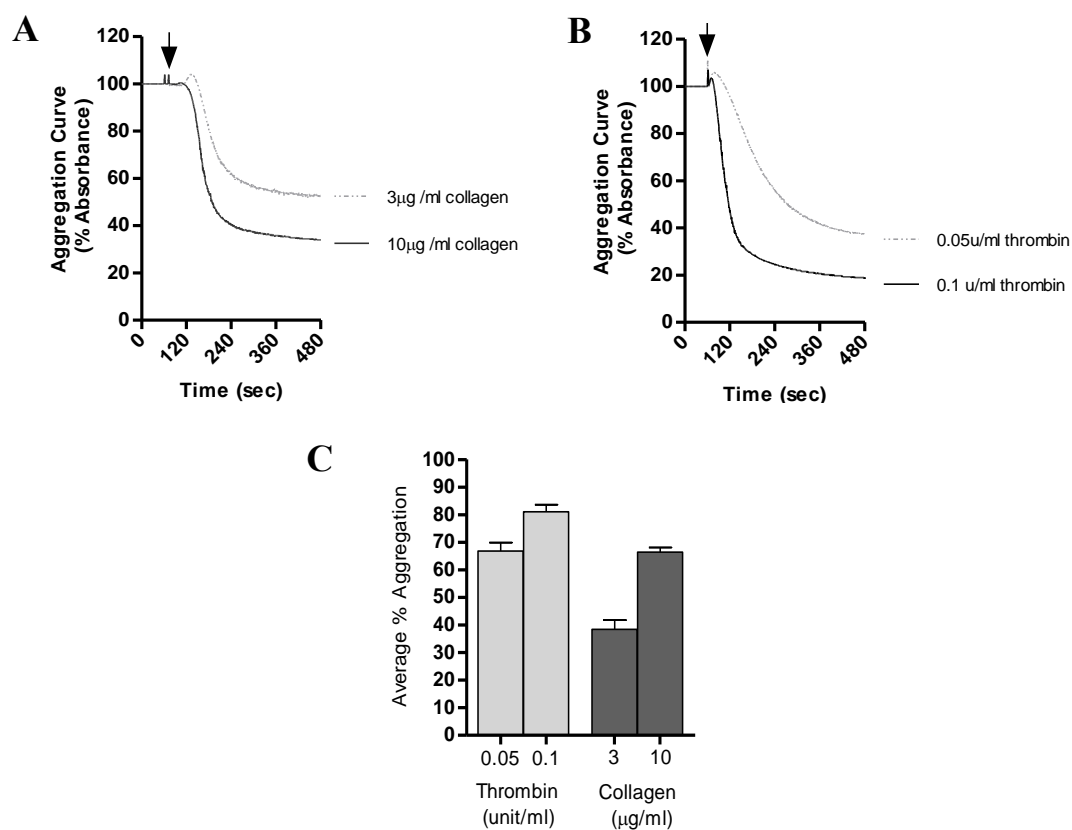 A
120
100
80
60
40
20
0
Aggregation Curve
(% Absorbance)
0
120
240
360
480
Time (sec)
3μg /ml collagen
10μg /ml collagen
B
120
100
80
60
40
20
0
Aggregation Curve
(% Absorbance)
0
120
240
360
480
Time (sec)
0.05u/ml thrombin
0.1 u/ml thrombin
C
100
90
80
70
60
50
40
30
20
10
0
Average % Aggregation
0.05 0.1 3 10
Thrombin Collagen
(unit/ml) (μg/ml)